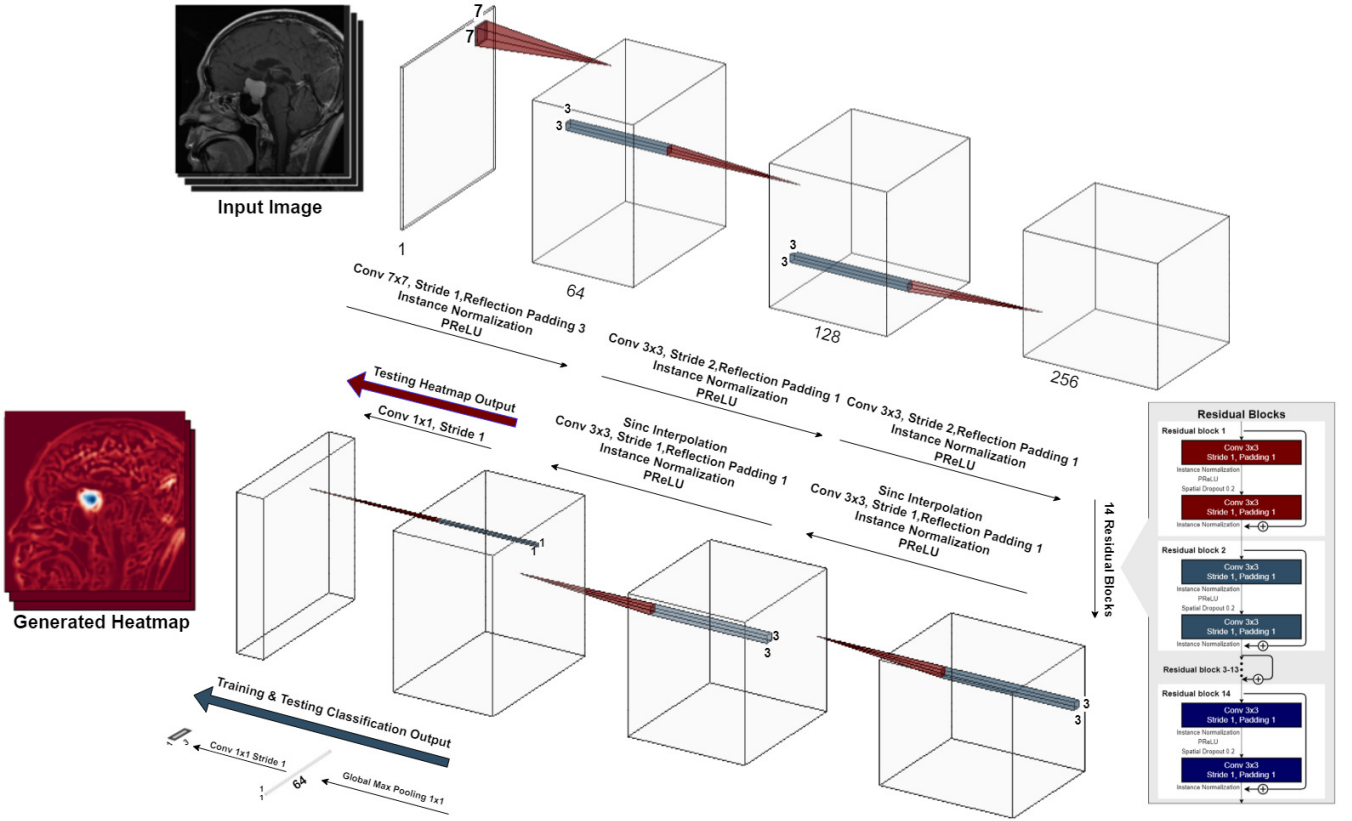 7
7
Input Image
1
3
3
64
3
3
128
256
Conv 7x7, Stride 1,Reflection Padding 3
Instance Normalization
PReLU
Conv 3x3, Stride 2,Reflection Padding 1
Instance Normalization
PReLU
Conv 3x3, Stride 2,Reflection Padding 1
Instance Normalization
PReLU
14 Residual Blocks
Sinc Interpolation
Conv 3x3, Stride 1,Reflection Padding 1
Instance Normalization
PReLU
Sinc Interpolation
Conv 3x3, Stride 1,Reflection Padding 1
Instance Normalization
PReLU
Testing Heatmap Output
Conv 1x1, Stride 1
Generated Heatmap
1
1
3
3
3
3
Training & Testing Classification Output
Conv 1x1 Stride 1
1
3
1
1
64
Global Max Pooling 1x1
Residual Blocks
Residual block 1
Conv 3x3
Stride 1, Padding 1
Instance Normalization
PReLU
Spatial Dropout 0.2
Conv 3x3
Stride 1, Padding 1
Instance Normalization
+
Residual block 2
Conv 3x3
Stride 1, Padding 1
Instance Normalization
PReLU
Spatial Dropout 0.2
Conv 3x3
Stride 1, Padding 1
Instance Normalization
+
Residual block 3-13
+
Residual block 14
Conv 3x3
Stride 1, Padding 1
Instance Normalization
PReLU
Spatial Dropout 0.2
Conv 3x3
Stride 1, Padding 1
Instance Normalization
+